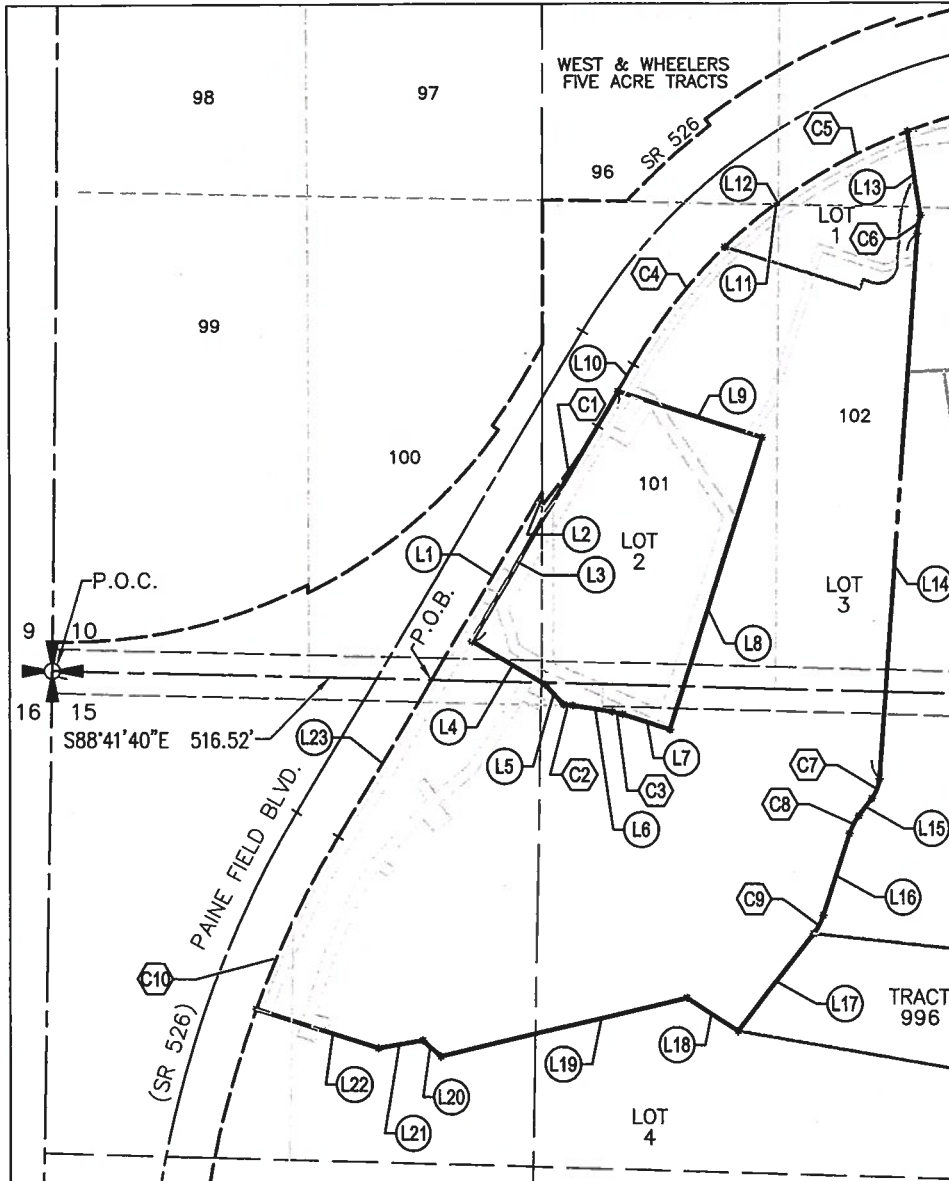 WEST & WHEELERS
FIVE ACRE TRACTS
98
97
96
SR 526
C5
L12
L13
LOT
1
C6
C4
L11
99
L10
L9
C1
102
100
101
L2
LOT
2
L1
L3
P.O.C.
P.O.B.
LOT
3
L14
9
10
L8
16
15
S88°41'40"E 516.52'
L23
L4
L5
C2
L7
C3
L6
C7
C8
L15
PAINE FIELD BLVD.
C9
L16
C10
TRACT
996
L17
(SR 526)
L22
L21
L20
L19
L18
LOT
4